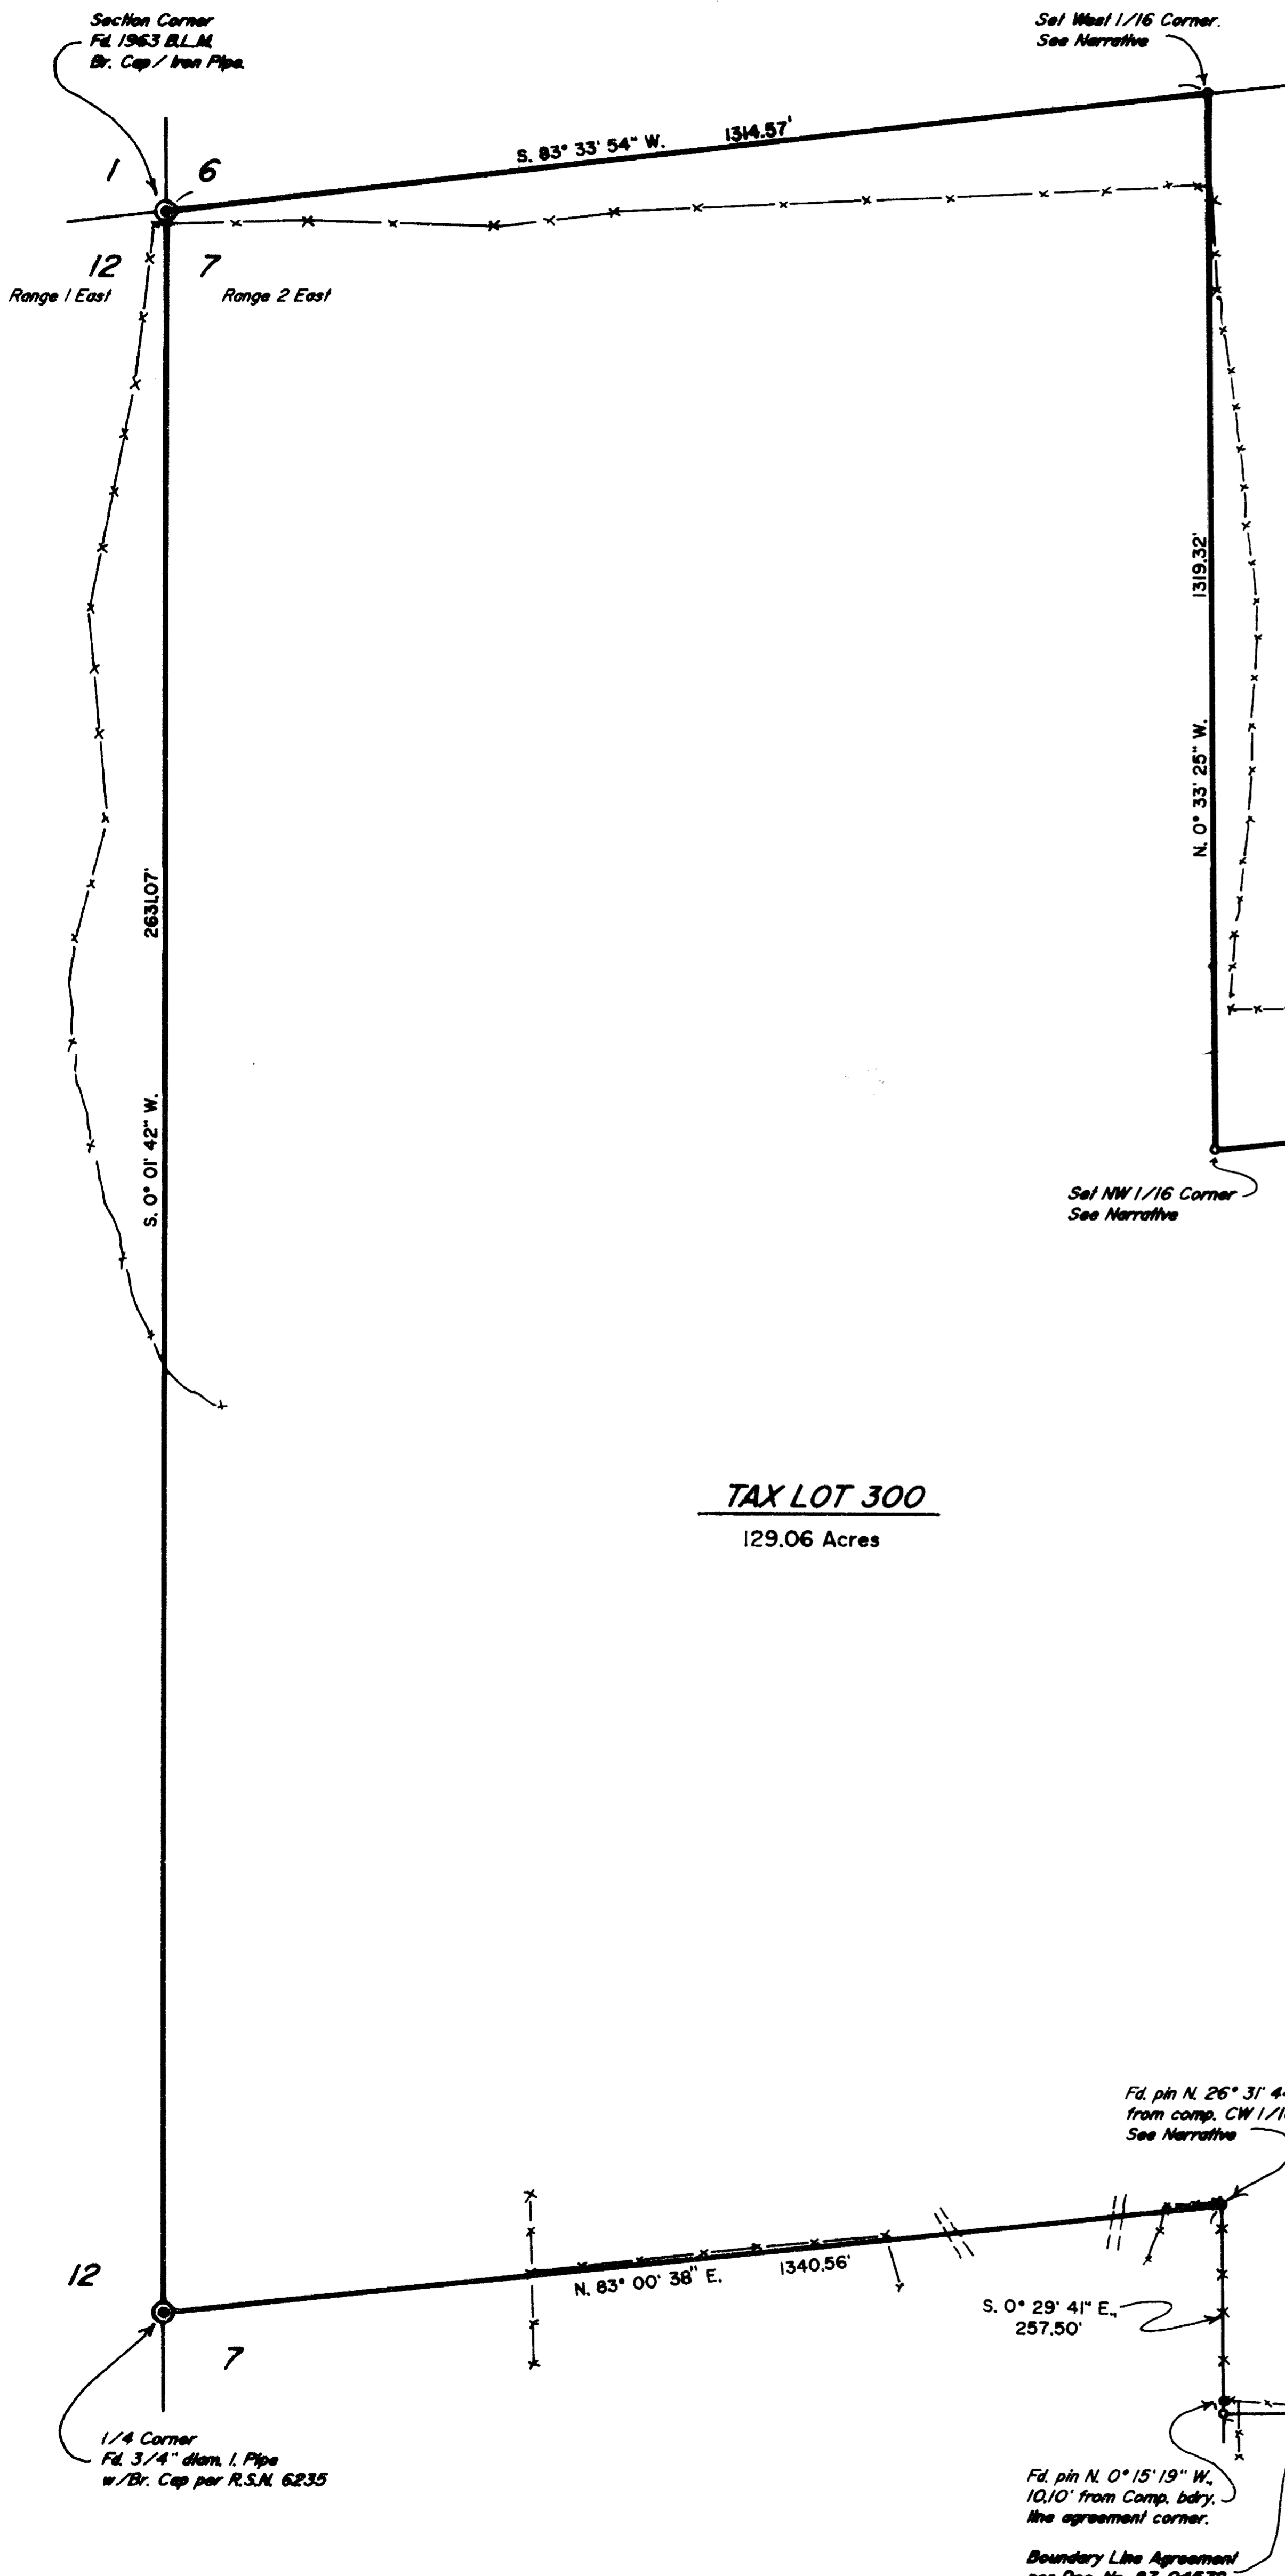 Section Corner
Fd. 1963 B.L.M.
Br. Cap / Iron Pipe.
Set West 1/16 Corner.
See Narrative
S. 83° 33' 54" W. 1314.57'
1 6
12 7
Range 1 East Range 2 East
1319.32'
N. 0° 33' 25" W.
2631.07'
S. 0° 01' 42" W.
Set NW 1/16 Corner
See Narrative
TAX LOT 300
129.06 Acres
Fd. pin N. 26° 31'
from comp. CW
See Narrative
12
N. 83° 00' 38" E. 1340.56'
S. 0° 29' 41" E.,
257.50'
7
1/4 Corner
Fd. 3/4" diam. I. Pipe
w/Br. Cap per R.S.N. 6235
Fd. pin N. 0° 15' 19" W.,
10.10' from Comp. bdry.
line agreement corner.
Boundary Line Agreement